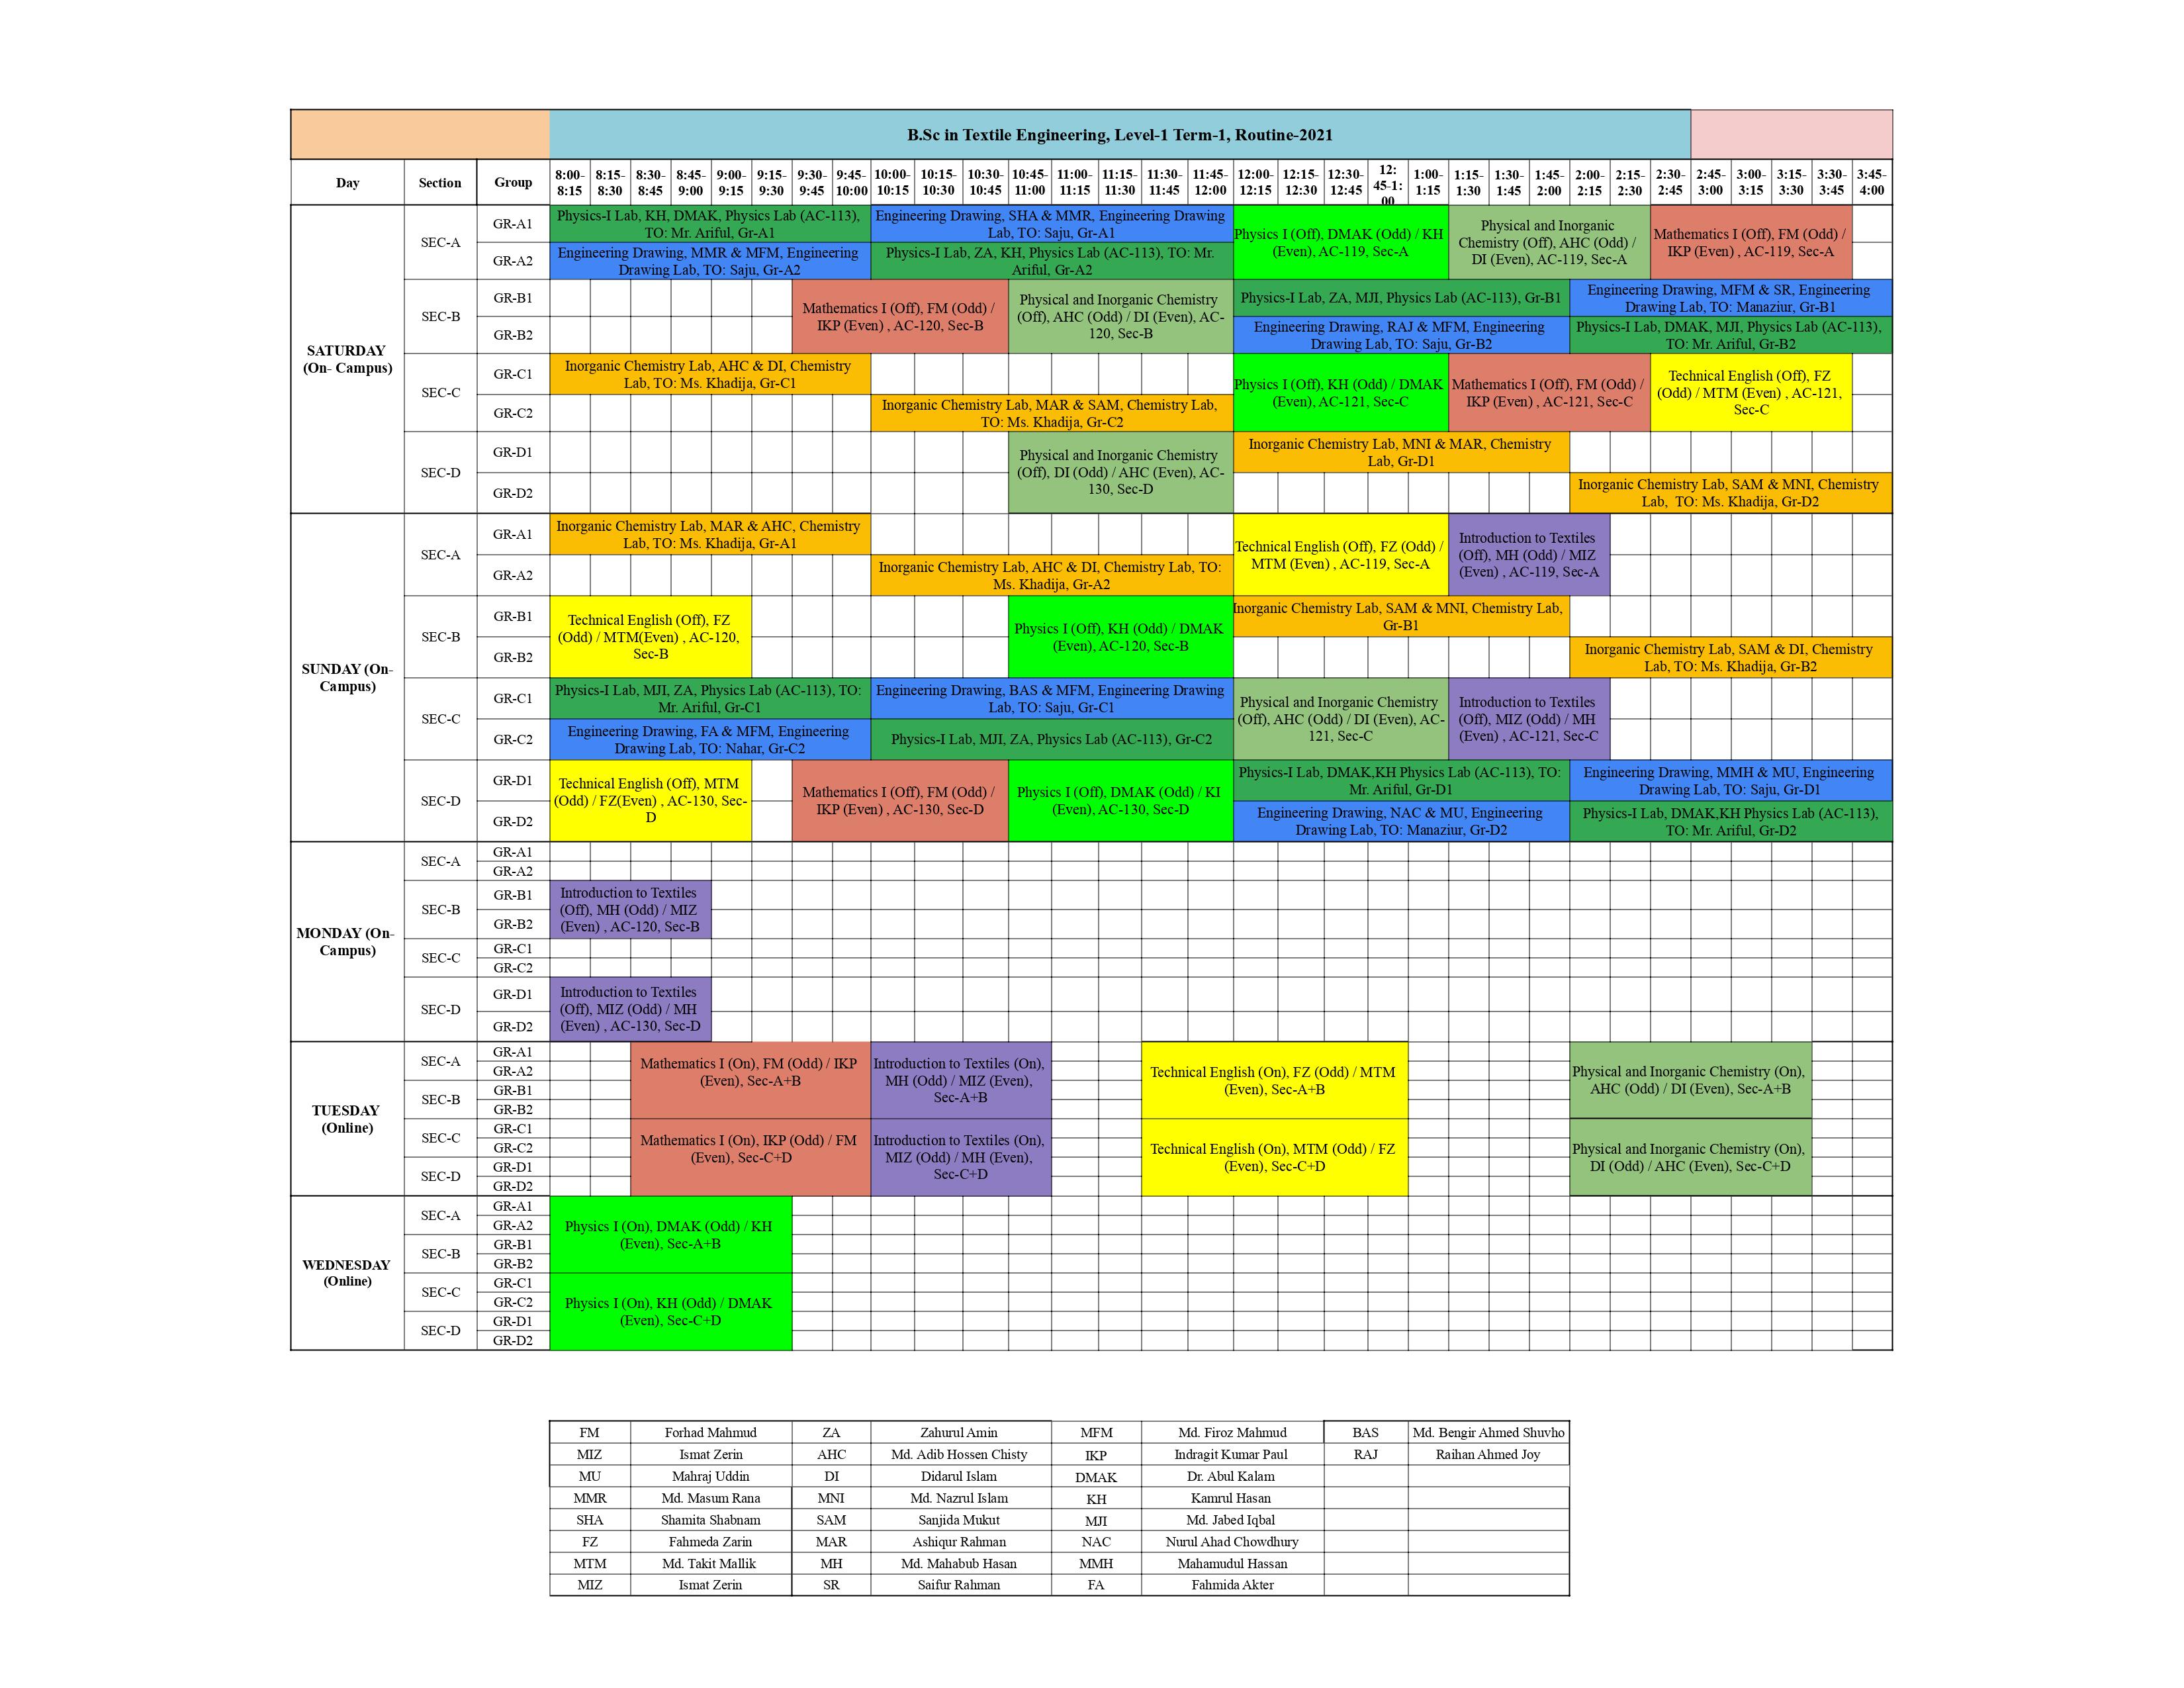 B.Sc in Textile Engineering, Level-1 Term-1, Routine-2021
Day Section Group 8:00- 8:15- 8:30- 8:45- 9:00- 9:15- 9:30- 9:45- 10:00- 10:15- 10:30- 10:45- 11:00- 11:15- 11:30- 11:45- 12:00- 12:15- 12:30- 12: 1:00- 1:15- 1:30- 1:45- 2:00- 2:15- 2:30- 2:45- 3:00- 3:15- 3:30- 3:45-
8:15 8:30 8:45 9:00 9:15 9:30 9:45 10:00 10:15 10:30 10:45 11:00 11:15 11:30 11:45 12:00 12:15 12:30 12:45 45-1: 1:15 1:30 1:45 2:00 2:15 2:30 2:45 3:00 3:15 3:30 3:45 4:00
00
SATURDAY
(On- Campus)
SEC-A
GR-A1
Physics-I Lab, KH, DMAK, Physics Lab (AC-113),
TO: Mr. Ariful, Gr-A1
Engineering Drawing, SHA & MMR, Engineering Drawing
Lab, TO: Saju, Gr-A1
Physics I (Off), DMAK (Odd) / KH
(Even), AC-119, Sec-A
Physical and Inorganic
Chemistry (Off), AHC (Odd) /
DI (Even), AC-119, Sec-A
Mathematics I (Off), FM (Odd) /
IKP (Even) , AC-119, Sec-A
GR-A2
Engineering Drawing, MMR & MFM, Engineering
Drawing Lab, TO: Saju, Gr-A2
Physics-I Lab, ZA, KH, Physics Lab (AC-113), TO: Mr.
Ariful, Gr-A2
SEC-B
GR-B1
Mathematics I (Off), FM (Odd) /
IKP (Even) , AC-120, Sec-B
Physical and Inorganic Chemistry
(Off), AHC (Odd) / DI (Even), AC-
120, Sec-B
Physics-I Lab, ZA, MJI, Physics Lab (AC-113), Gr-B1
Engineering Drawing, MFM & SR, Engineering
Drawing Lab, TO: Manaziur, Gr-B1
GR-B2
Engineering Drawing, RAJ & MFM, Engineering
Drawing Lab, TO: Saju, Gr-B2
Physics-I Lab, DMAK, MJI, Physics Lab (AC-113),
TO: Mr. Ariful, Gr-B2
SEC-C
GR-C1
Inorganic Chemistry Lab, AHC & DI, Chemistry
Lab, TO: Ms. Khadija, Gr-C1
Physics I (Off), KH (Odd) / DMAK
(Even), AC-121, Sec-C
Mathematics I (Off), FM (Odd) /
IKP (Even) , AC-121, Sec-C
Technical English (Off), FZ
(Odd) / MTM (Even) , AC-121,
Sec-C
GR-C2
Inorganic Chemistry Lab, MAR & SAM, Chemistry Lab,
TO: Ms. Khadija, Gr-C2
SEC-D
GR-D1
Physical and Inorganic Chemistry
(Off), DI (Odd) / AHC (Even), AC-
130, Sec-D
Inorganic Chemistry Lab, MNI & MAR, Chemistry
Lab, Gr-D1
GR-D2
Inorganic Chemistry Lab, SAM & MNI, Chemistry
Lab, TO: Ms. Khadija, Gr-D2
SUNDAY (On-
Campus)
SEC-A
GR-A1
Inorganic Chemistry Lab, MAR & AHC, Chemistry
Lab, TO: Ms. Khadija, Gr-A1
Technical English (Off), FZ (Odd) /
MTM (Even) , AC-119, Sec-A
Introduction to Textiles
(Off), MH (Odd) / MIZ
(Even) , AC-119, Sec-A
GR-A2
Inorganic Chemistry Lab, AHC & DI, Chemistry Lab, TO:
Ms. Khadija, Gr-A2
SEC-B
GR-B1
Technical English (Off), FZ
(Odd) / MTM(Even) , AC-120,
Sec-B
Physics I (Off), KH (Odd) / DMAK
(Even), AC-120, Sec-B
Inorganic Chemistry Lab, SAM & MNI, Chemistry Lab,
Gr-B1
GR-B2
Inorganic Chemistry Lab, SAM & DI, Chemistry
Lab, TO: Ms. Khadija, Gr-B2
SEC-C
GR-C1
Physics-I Lab, MJI, ZA, Physics Lab (AC-113), TO:
Mr. Ariful, Gr-C1
Engineering Drawing, BAS & MFM, Engineering Drawing
Lab, TO: Saju, Gr-C1
Physical and Inorganic Chemistry
(Off), AHC (Odd) / DI (Even), AC-
121, Sec-C
Introduction to Textiles
(Off), MIZ (Odd) / MH
(Even) , AC-121, Sec-C
GR-C2
Engineering Drawing, FA & MFM, Engineering
Drawing Lab, TO: Nahar, Gr-C2
Physics-I Lab, MJI, ZA, Physics Lab (AC-113), Gr-C2
SEC-D
GR-D1
Technical English (Off), MTM
(Odd) / FZ(Even) , AC-130, Sec-
D
Mathematics I (Off), FM (Odd) /
IKP (Even) , AC-130, Sec-D
Physics I (Off), DMAK (Odd) / KI
(Even), AC-130, Sec-D
Physics-I Lab, DMAK,KH Physics Lab (AC-113), TO:
Mr. Ariful, Gr-D1
Engineering Drawing, MMH & MU, Engineering
Drawing Lab, TO: Saju, Gr-D1
GR-D2
Engineering Drawing, NAC & MU, Engineering
Drawing Lab, TO: Manaziur, Gr-D2
Physics-I Lab, DMAK,KH Physics Lab (AC-113),
TO: Mr. Ariful, Gr-D2
MONDAY (On-
Campus)
SEC-A
GR-A1
GR-A2
SEC-B
GR-B1
GR-B2
Introduction to Textiles
(Off), MH (Odd) / MIZ
(Even) , AC-120, Sec-B
SEC-C
GR-C1
GR-C2
SEC-D
GR-D1
GR-D2
Introduction to Textiles
(Off), MIZ (Odd) / MH
(Even) , AC-130, Sec-D
TUESDAY
(Online)
SEC-A
GR-A1
GR-A2
SEC-B
GR-B1
GR-B2
Mathematics I (On), FM (Odd) / IKP
(Even), Sec-A+B
Introduction to Textiles (On),
MH (Odd) / MIZ (Even),
Sec-A+B
Technical English (On), FZ (Odd) / MTM
(Even), Sec-A+B
Physical and Inorganic Chemistry (On),
AHC (Odd) / DI (Even), Sec-A+B
SEC-C
GR-C1
GR-C2
SEC-D
GR-D1
GR-D2
Mathematics I (On), IKP (Odd) / FM
(Even), Sec-C+D
Introduction to Textiles (On),
MIZ (Odd) / MH (Even),
Sec-C+D
Technical English (On), MTM (Odd) / FZ
(Even), Sec-C+D
Physical and Inorganic Chemistry (On),
DI (Odd) / AHC (Even), Sec-C+D
WEDNESDAY
(Online)
SEC-A
GR-A1
GR-A2
SEC-B
GR-B1
GR-B2
Physics I (On), DMAK (Odd) / KH
(Even), Sec-A+B
SEC-C
GR-C1
GR-C2
SEC-D
GR-D1
GR-D2
Physics I (On), KH (Odd) / DMAK
(Even), Sec-C+D
FM Forhad Mahmud ZA Zahurul Amin MFM Md. Firoz Mahmud BAS Md. Bengir Ahmed Shuvho
MIZ Ismat Zerin AHC Md. Adib Hossen Chisty IKP Indragit Kumar Paul RAJ Raihan Ahmed Joy
MU Mahraj Uddin DI Didarul Islam DMAK Dr. Abul Kalam
MMR Md. Masum Rana MNI Md. Nazrul Islam KH Kamrul Hasan
SHA Shamita Shabnam SAM Sanjida Mukut MJI Md. Jabed Iqbal
FZ Fahmeda Zarin MAR Ashiqur Rahman NAC Nurul Ahad Chowdhury
MTM Md. Takit Mallik MH Md. Mahabub Hasan MMH Mahamudul Hassan
MIZ Ismat Zerin SR Saifur Rahman FA Fahmida Akter